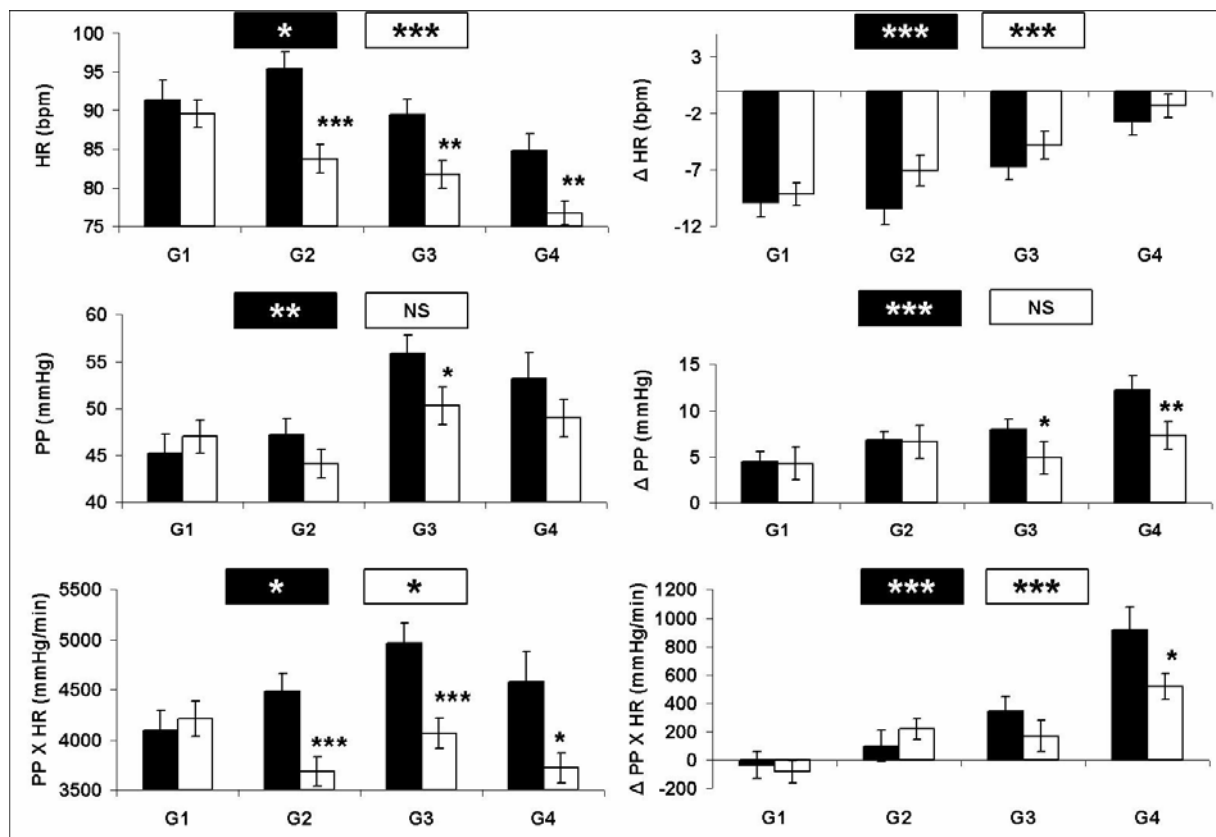 * ***
HR (bpm)
100
95
90
85
80
75
*** ** **
G1 G2 G3 G4
*** ***
Δ HR (bpm)
3
-2
-7
-12
G1 G2 G3 G4
** NS
PP (mmHg)
60
55
50
45
40
*
G1 G2 G3 G4
*** NS
Δ PP (mmHg)
15
10
5
0
* **
G1 G2 G3 G4
* *
PP X HR (mmHg/min)
5500
5000
4500
4000
3500
*** *** *
G1 G2 G3 G4
*** ***
Δ PP X HR (mmHg/min)
1200
1000
800
600
400
200
0
-200
*
G1 G2 G3 G4